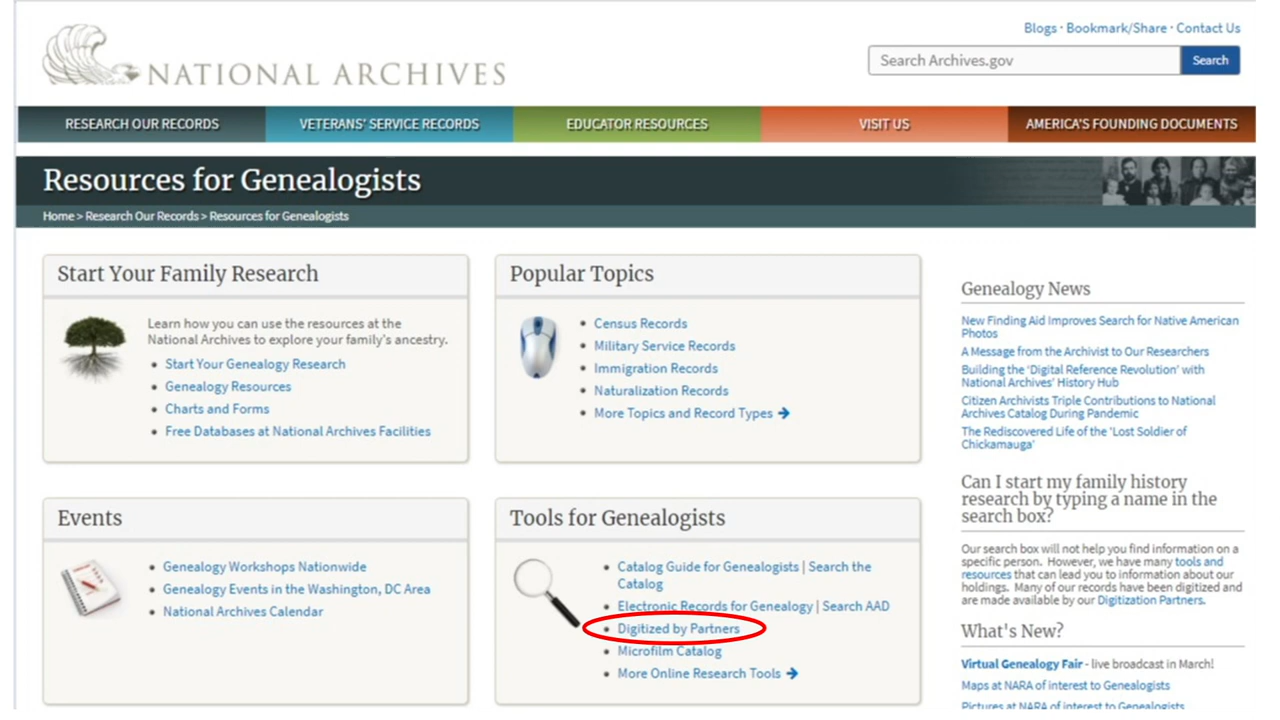 Blogs · Bookmark/Share · Contact Us
NATIONAL ARCHIVES
Search Archives.gov
Search
RESEARCH OUR RECORDS
VETERANS' SERVICE RECORDS
EDUCATOR RESOURCES
VISIT US
AMERICA'S FOUNDING DOCUMENTS
Resources for Genealogists
Home > Research Our Records > Resources for Genealogists
Start Your Family Research
Learn how you can use the resources at the
National Archives to explore your family's ancestry.
• Start Your Genealogy Research
• Genealogy Resources
• Charts and Forms
• Free Databases at National Archives Facilities
Popular Topics
• Census Records
• Military Service Records
• Immigration Records
• Naturalization Records
• More Topics and Record Types →
Events
• Genealogy Workshops Nationwide
• Genealogy Events in the Washington, DC Area
• National Archives Calendar
Tools for Genealogists
• Catalog Guide for Genealogists | Search the
Catalog
• Electronic Records for Genealogy | Search AAD
• Digitized by Partners
• Microfilm Catalog
• More Online Research Tools →
Genealogy News
New Finding Aid Improves Search for Native American
Photos
A Message from the Archivist to Our Researchers
Building the 'Digital Reference Revolution' with
National Archives' History Hub
Citizen Archivists Triple Contributions to National
Archives Catalog During Pandemic
The Rediscovered Life of the 'Lost Soldier of
Chickamauga'
Can I start my family history
research by typing a name in the
search box?
Our search box will not help you find information on a
specific person. However, we have many tools and
resources that can lead you to information about our
holdings. Many of our records have been digitized and
are made available by our Digitization Partners.
What's New?
Virtual Genealogy Fair - live broadcast in March!
Maps at NARA of interest to Genealogists
Pictures at NARA of interest to Genealogists